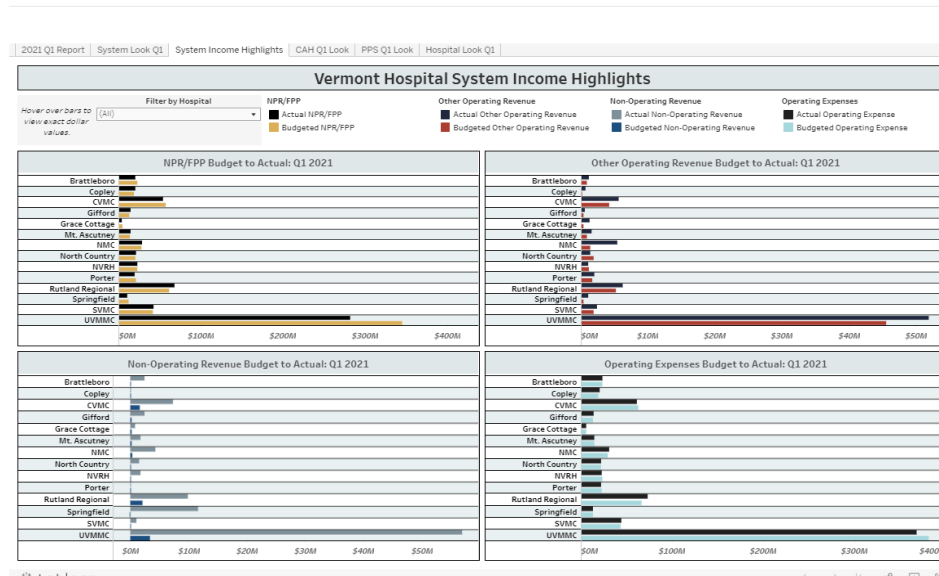 2021 Q1 Report System Look Q1 System Income Highlights CAH Q1 Look PPS Q1 Look Hospital Look Q1
Vermont Hospital System Income Highlights
Hover over bars to
view exact dollar
values.
Filter by Hospital
(All)
NPR/FPP
Actual NPR/FPP
Budgeted NPR/FPP
Other Operating Revenue
Actual Other Operating Revenue
Budgeted Other Operating Revenue
Non-Operating Revenue
Actual Non-Operating Revenue
Budgeted Non-Operating Revenue
Operating Expenses
Actual Operating Expense
Budgeted Operating Expense
NPR/FPP Budget to Actual: Q1 2021
Brattleboro
Copley
CVMC
Gifford
Grace Cottage
Mt. Ascutney
NMC
North Country
NVRH
Porter
Rutland Regional
Springfield
SVMC
UVMMC
$0M $100M $200M $300M $400M
Other Operating Revenue Budget to Actual: Q1 2021
Brattleboro
Copley
CVMC
Gifford
Grace Cottage
Mt. Ascutney
NMC
North Country
NVRH
Porter
Rutland Regional
Springfield
SVMC
UVMMC
$0M $10M $20M $30M $40M $50M
Non-Operating Revenue Budget to Actual: Q1 2021
Brattleboro
Copley
CVMC
Gifford
Grace Cottage
Mt. Ascutney
NMC
North Country
NVRH
Porter
Rutland Regional
Springfield
SVMC
UVMMC
$0M $10M $20M $30M $40M $50M
Operating Expenses Budget to Actual: Q1 2021
Brattleboro
Copley
CVMC
Gifford
Grace Cottage
Mt. Ascutney
NMC
North Country
NVRH
Porter
Rutland Regional
Springfield
SVMC
UVMMC
$0M $100M $200M $300M $400